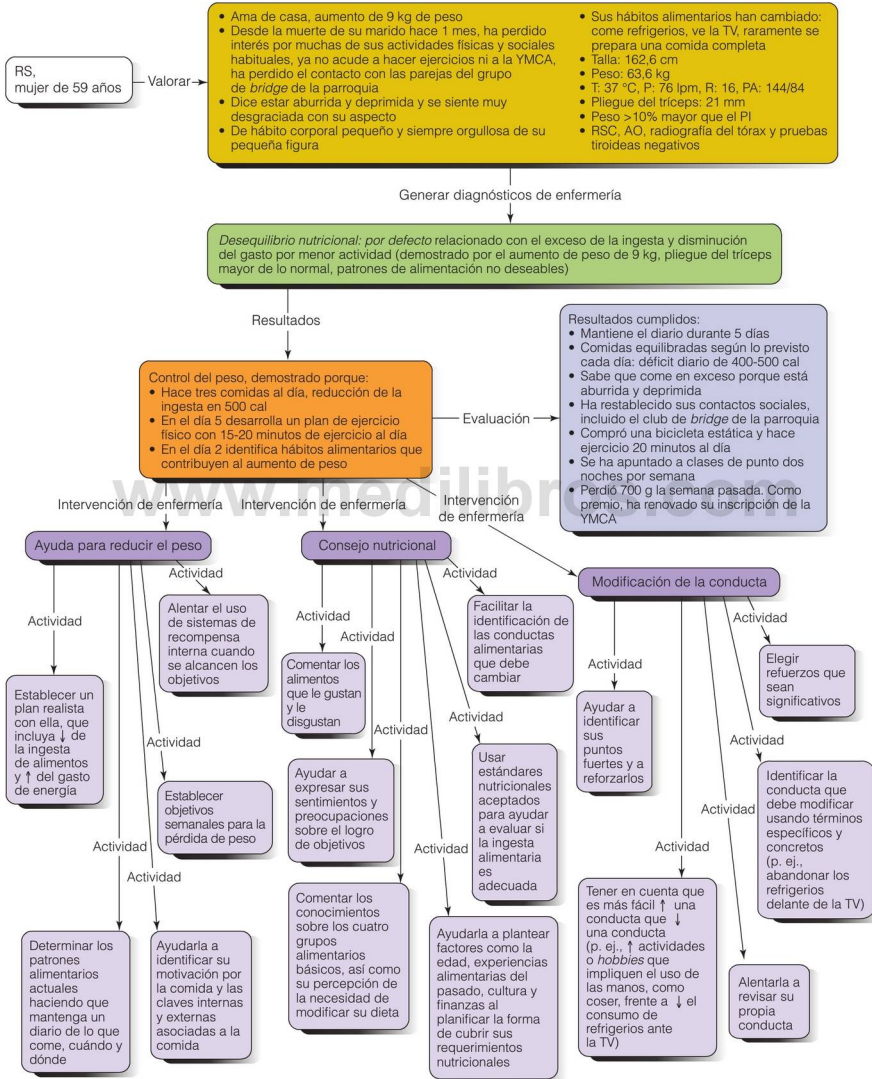 RS,
mujer de 59 años
Valorar
• Ama de casa, aumento de 9 kg de peso
• Desde la muerte de su marido hace 1 mes, ha perdido
interés por muchas de sus actividades físicas y sociales
habituales, ya no acude a hacer ejercicios ni a la YMCA,
ha perdido el contacto con las parejas del grupo
de bridge de la parroquia
• Dice estar aburrida y deprimida y se siente muy
desgraciada con su aspecto
• De hábito corporal pequeño y siempre orgullosa de su
pequeña figura
• Sus hábitos alimentarios han cambiado:
come refrigerios, ve la TV, raramente se
prepara una comida completa
• Talla: 162,6 cm
• Peso: 63,6 kg
• T: 37 °C, P: 76 lpm, R: 16, PA: 144/84
• Pliegue del tríceps: 21 mm
• Peso >10% mayor que el PI
• RSC, AO, radiografía del tórax y pruebas
tiroideas negativos
Generar diagnósticos de enfermería
Desequilibrio nutricional: por defecto relacionado con el exceso de la ingesta y disminución
del gasto por menor actividad (demostrado por el aumento de peso de 9 kg, pliegue del tríceps
mayor de lo normal, patrones de alimentación no deseables)
Resultados
Control del peso, demostrado porque:
• Hace tres comidas al día, reducción de la
ingesta en 500 cal
• En el día 5 desarrolla un plan de ejercicio
físico con 15-20 minutos de ejercicio al día
• En el día 2 identifica hábitos alimentarios que
contribuyen al aumento de peso
Evaluación
Resultados cumplidos:
• Mantiene el diario durante 5 días
• Comidas equilibradas según lo previsto
cada día: déficit diario de 400-500 cal
• Sabe que come en exceso porque está
aburrida y deprimida
• Ha restablecido sus contactos sociales,
incluido el club de bridge de la parroquia
• Compró una bicicleta estática y hace
ejercicio 20 minutos al día
• Se ha apuntado a clases de punto dos
noches por semana
• Perdió 700 g la semana pasada. Como
premio, ha renovado su inscripción de la
YMCA
www.medilibros.com
Intervención de enfermería
Intervención de enfermería
Intervención
de enfermería
Ayuda para reducir el peso
Actividad
Establecer un
plan realista
con ella, que
incluya ↓ de
la ingesta
de alimentos
y ↑ del gasto
de energía
Actividad
Alentar el uso
de sistemas de
recompensa
interna cuando
se alcancen los
objetivos
Actividad
Establecer
objetivos
semanales para la
pérdida de peso
Actividad
Determinar los
patrones
alimentarios
actuales
haciendo que
mantenga un
diario de lo que
come, cuándo y
dónde
Actividad
Ayudarla a
identificar su
motivación por
la comida y las
claves internas
y externas
asociadas a la
comida
Consejo nutricional
Actividad
Comentar los
alimentos
que le gustan
y le
disgustan
Actividad
Facilitar la
identificación de
las conductas
alimentarias
que debe
cambiar
Actividad
Ayudar a
expresar sus
sentimientos y
preocupaciones
sobre el logro
de objetivos
Actividad
Usar
estándares
nutricionales
aceptados
para ayudar
a evaluar si
la ingesta
alimentaria
es
adecuada
Actividad
Comentar los
conocimientos
sobre los cuatro
grupos
alimentarios
básicos, así como
su percepción de
la necesidad de
modificar su dieta
Actividad
Ayudarla a plantear
factores como la
edad, experiencias
alimentarias del
pasado, cultura y
finanzas al
planificar la forma
de cubrir sus
requerimientos
nutricionales
Modificación de la conducta
Actividad
Ayudar a
identificar
sus
puntos
fuertes y a
reforzarlos
Actividad
Elegir
refuerzos que
sean
significativos
Actividad
Identificar la
conducta que
debe modificar
usando términos
específicos y
concretos
(p. ej.,
abandonar los
refrigerios
delante de la TV)
Actividad
Tener en cuenta que
es más fácil ↑ una
conducta que ↓
una conducta
(p. ej., ↑ actividades
o hobbies que
impliquen el uso de
las manos, como
coser, frente a ↓ el
consumo de
refrigerios ante
la TV)
Actividad
Alentarla a
revisar su
propia
conducta